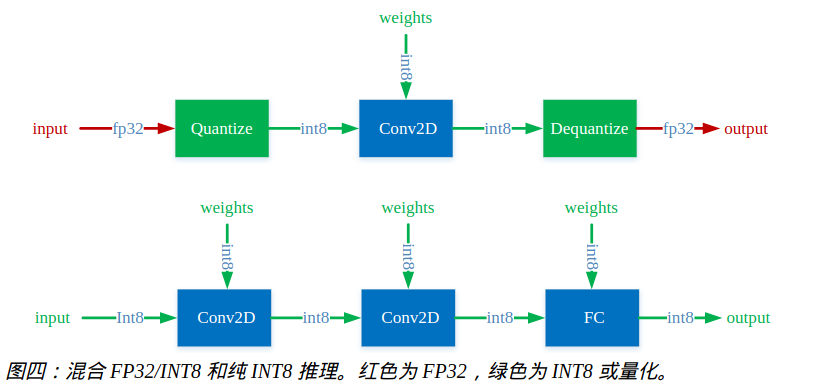 weights
int8
input fp32 Quantize int8 Conv2D int8 Dequantize fp32 output
weights weights weights
int8 int8 int8
input Int8 Conv2D int8 Conv2D int8 FC int8 output
图四：混合 FP32/INT8 和纯 INT8 推理。红色为 FP32，绿色为 INT8 或量化。